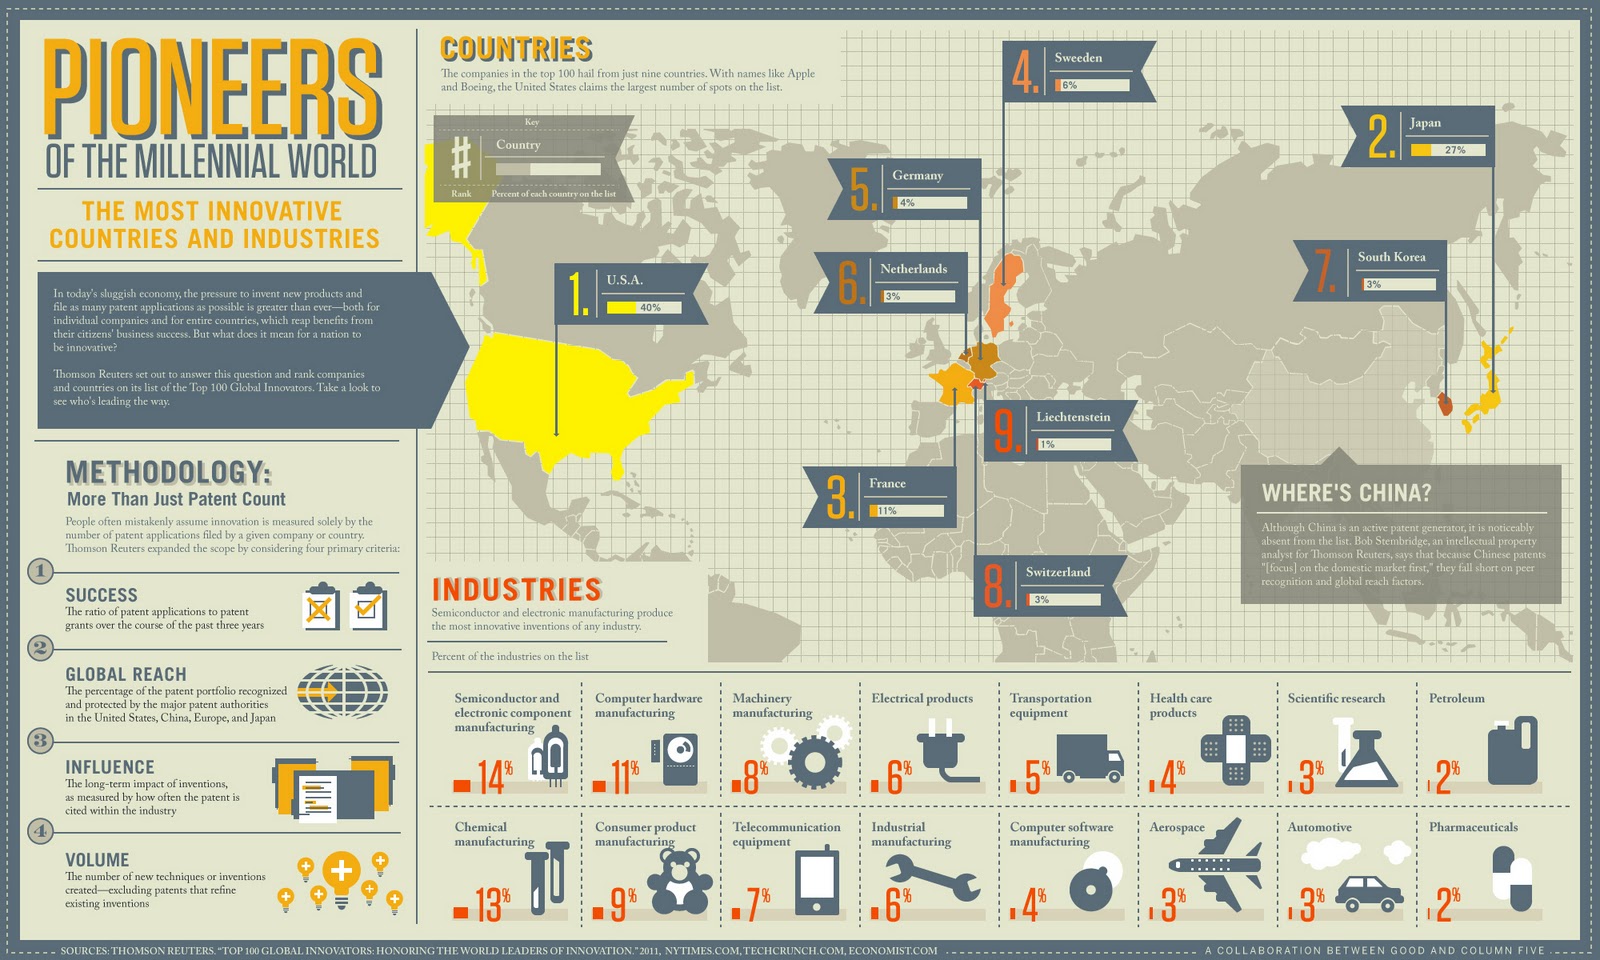 PIONEERS
OF THE MILLENNIAL WORLD
THE MOST INNOVATIVE
COUNTRIES AND INDUSTRIES
In today's sluggish economy, the pressure to invent new products and
file as many patent applications as possible is greater than ever—both for
individual companies and for entire countries, which reap benefits from
their citizens' business success. But what does it mean for a nation to
be innovative?
Thomson Reuters set out to answer this question and rank companies
and countries on its list of the Top 100 Global Innovators. Take a look to
see who's leading the way.
METHODOLOGY:
More Than Just Patent Count
People often mistakenly assume innovation is measured solely by the
number of patent applications filed by a given company or country.
Thomson Reuters expanded the scope by considering four primary criteria:
1
SUCCESS
The ratio of patent applications to patent
grants over the course of the past three years
2
GLOBAL REACH
The percentage of the patent portfolio recognized
and protected by the major patent authorities
in the United States, China, Europe, and Japan
3
INFLUENCE
The long-term impact of inventions,
as measured by how often the patent is
cited within the industry
4
VOLUME
The number of new techniques or inventions
created—excluding patents that refine
existing inventions
COUNTRIES
The companies in the top 100 hail from just nine countries. With names like Apple
and Boeing, the United States claims the largest number of spots on the list.
Key
# Country
Rank Percent of each country on the list
1. U.S.A.
40%
2. Japan
27%
3. France
11%
4. Sweeden
6%
5. Germany
4%
6. Netherlands
3%
7. South Korea
3%
8. Switzerland
3%
9. Liechtenstein
1%
WHERE'S CHINA?
Although China is an active patent generator, it is noticeably
absent from the list. Bob Stembridge, an intellectual property
analyst for Thomson Reuters, says that because Chinese patents
"[focus] on the domestic market first," they fall short on peer
recognition and global reach factors.
INDUSTRIES
Semiconductor and electronic manufacturing produce
the most innovative inventions of any industry.
Percent of the industries on the list
Semiconductor and
electronic component
manufacturing
14%
Computer hardware
manufacturing
11%
Machinery
manufacturing
8%
Electrical products
6%
Transportation
equipment
5%
Health care
products
4%
Scientific research
3%
Petroleum
2%
Chemical
manufacturing
13%
Consumer product
manufacturing
9%
Telecommunication
equipment
7%
Industrial
manufacturing
6%
Computer software
manufacturing
4%
Aerospace
3%
Automotive
3%
Pharmaceuticals
2%
SOURCES: THOMSON REUTERS. "TOP 100 GLOBAL INNOVATORS: HONORING THE WORLD LEADERS OF INNOVATION." 2011, NYTIMES.COM, TECHCRUNCH.COM, ECONOMIST.COM
A COLLABORATION BETWEEN GOOD AND COLUMN FIVE